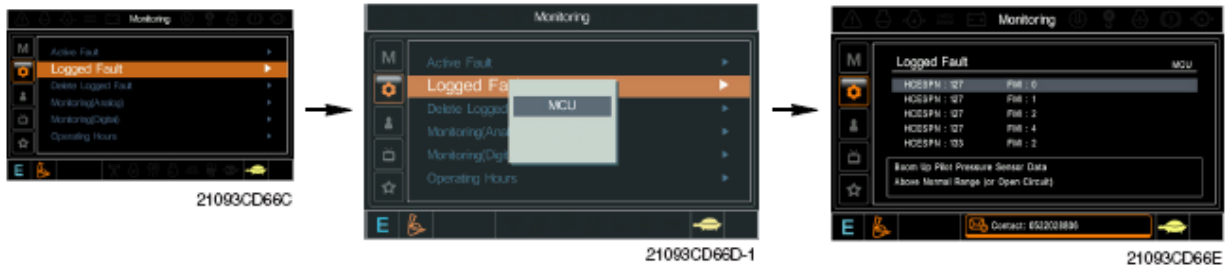 Monitoring
M
Active Fault
Logged Fault
Delete Logged Fault
Monitoring(Analog)
Monitoring(Digital)
Operating Hours
E
21093CD66C
Monitoring
M
Active Fault
Logged Fa
Delete Logged
Monitoring(Ana
Monitoring(Digi
Operating Hours
MCU
E
21093CD66D-1
Monitoring
M
Logged Fault MCU
HCESPN : 127 FMI : 0
HCESPN : 127 FMI : 1
HCESPN : 127 FMI : 2
HCESPN : 127 FMI : 4
HCESPN : 133 FMI : 2
Boom Up Pilot Pressure Sensor Data
Above Normal Range (or Open Circuit)
E
Contact: 0522028806
21093CD66E